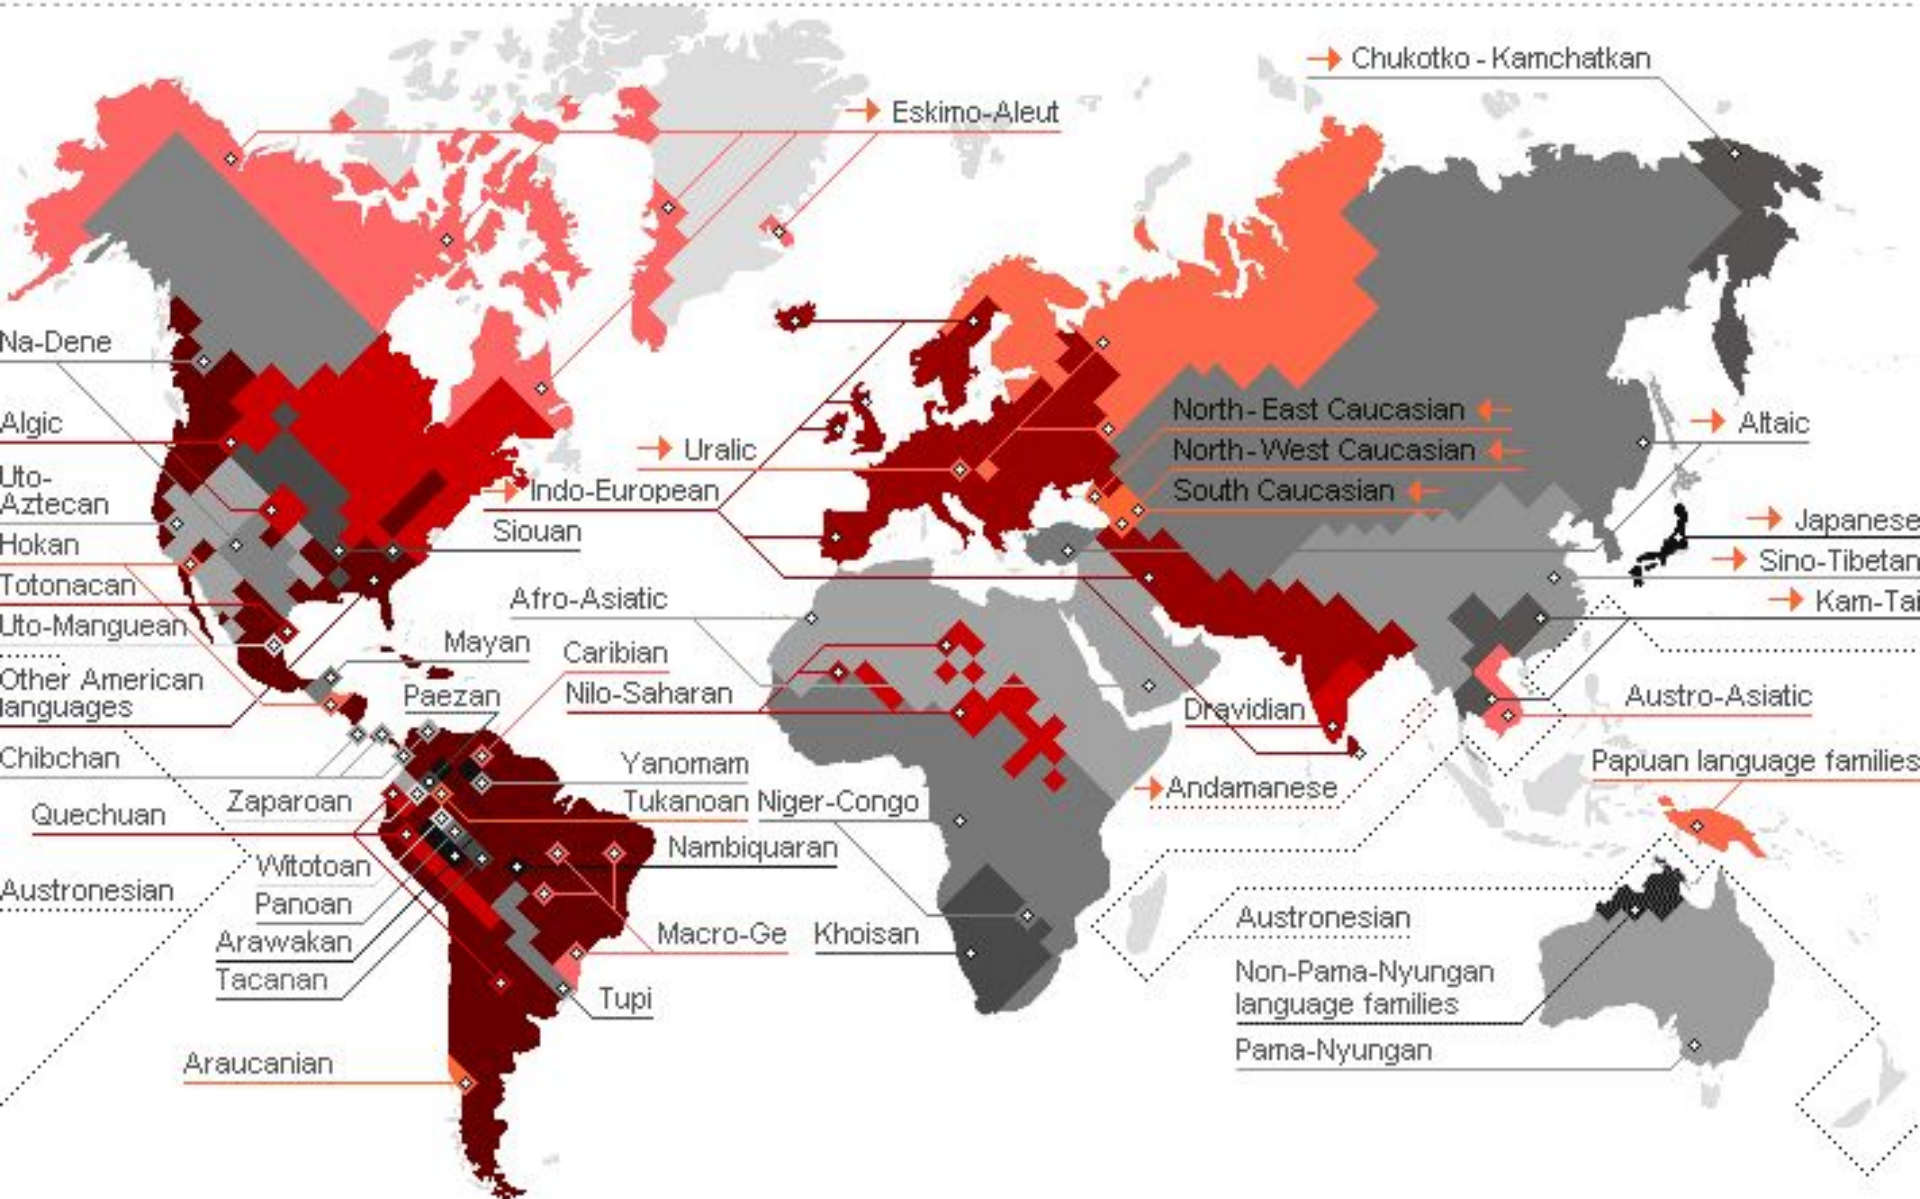 Chukotko - Kamchatkan
Eskimo-Aleut
Na-Dene
Algic
Uto-
Aztecan
Hokan
Totonacan
Uto-Manguean
Other American
languages
Chibchan
Quechuan
Austronesian
Uralic
Indo-European
Siouan
North-East Caucasian
North-West Caucasian
South Caucasian
Altaic
Japanese
Sino-Tibetan
Kam-Tai
Afro-Asiatic
Mayan
Caribian
Paezan
Nilo-Saharan
Dravidian
Austro-Asiatic
Yanomam
Papuan language families
Zaparoan
Tukanoan
Niger-Congo
Andamanese
Witotoan
Nambiquaran
Panoan
Arawakan
Macro-Ge
Khoisan
Austronesian
Tacanan
Tupi
Non-Pama-Nyungan
language families
Pama-Nyungan
Araucanian